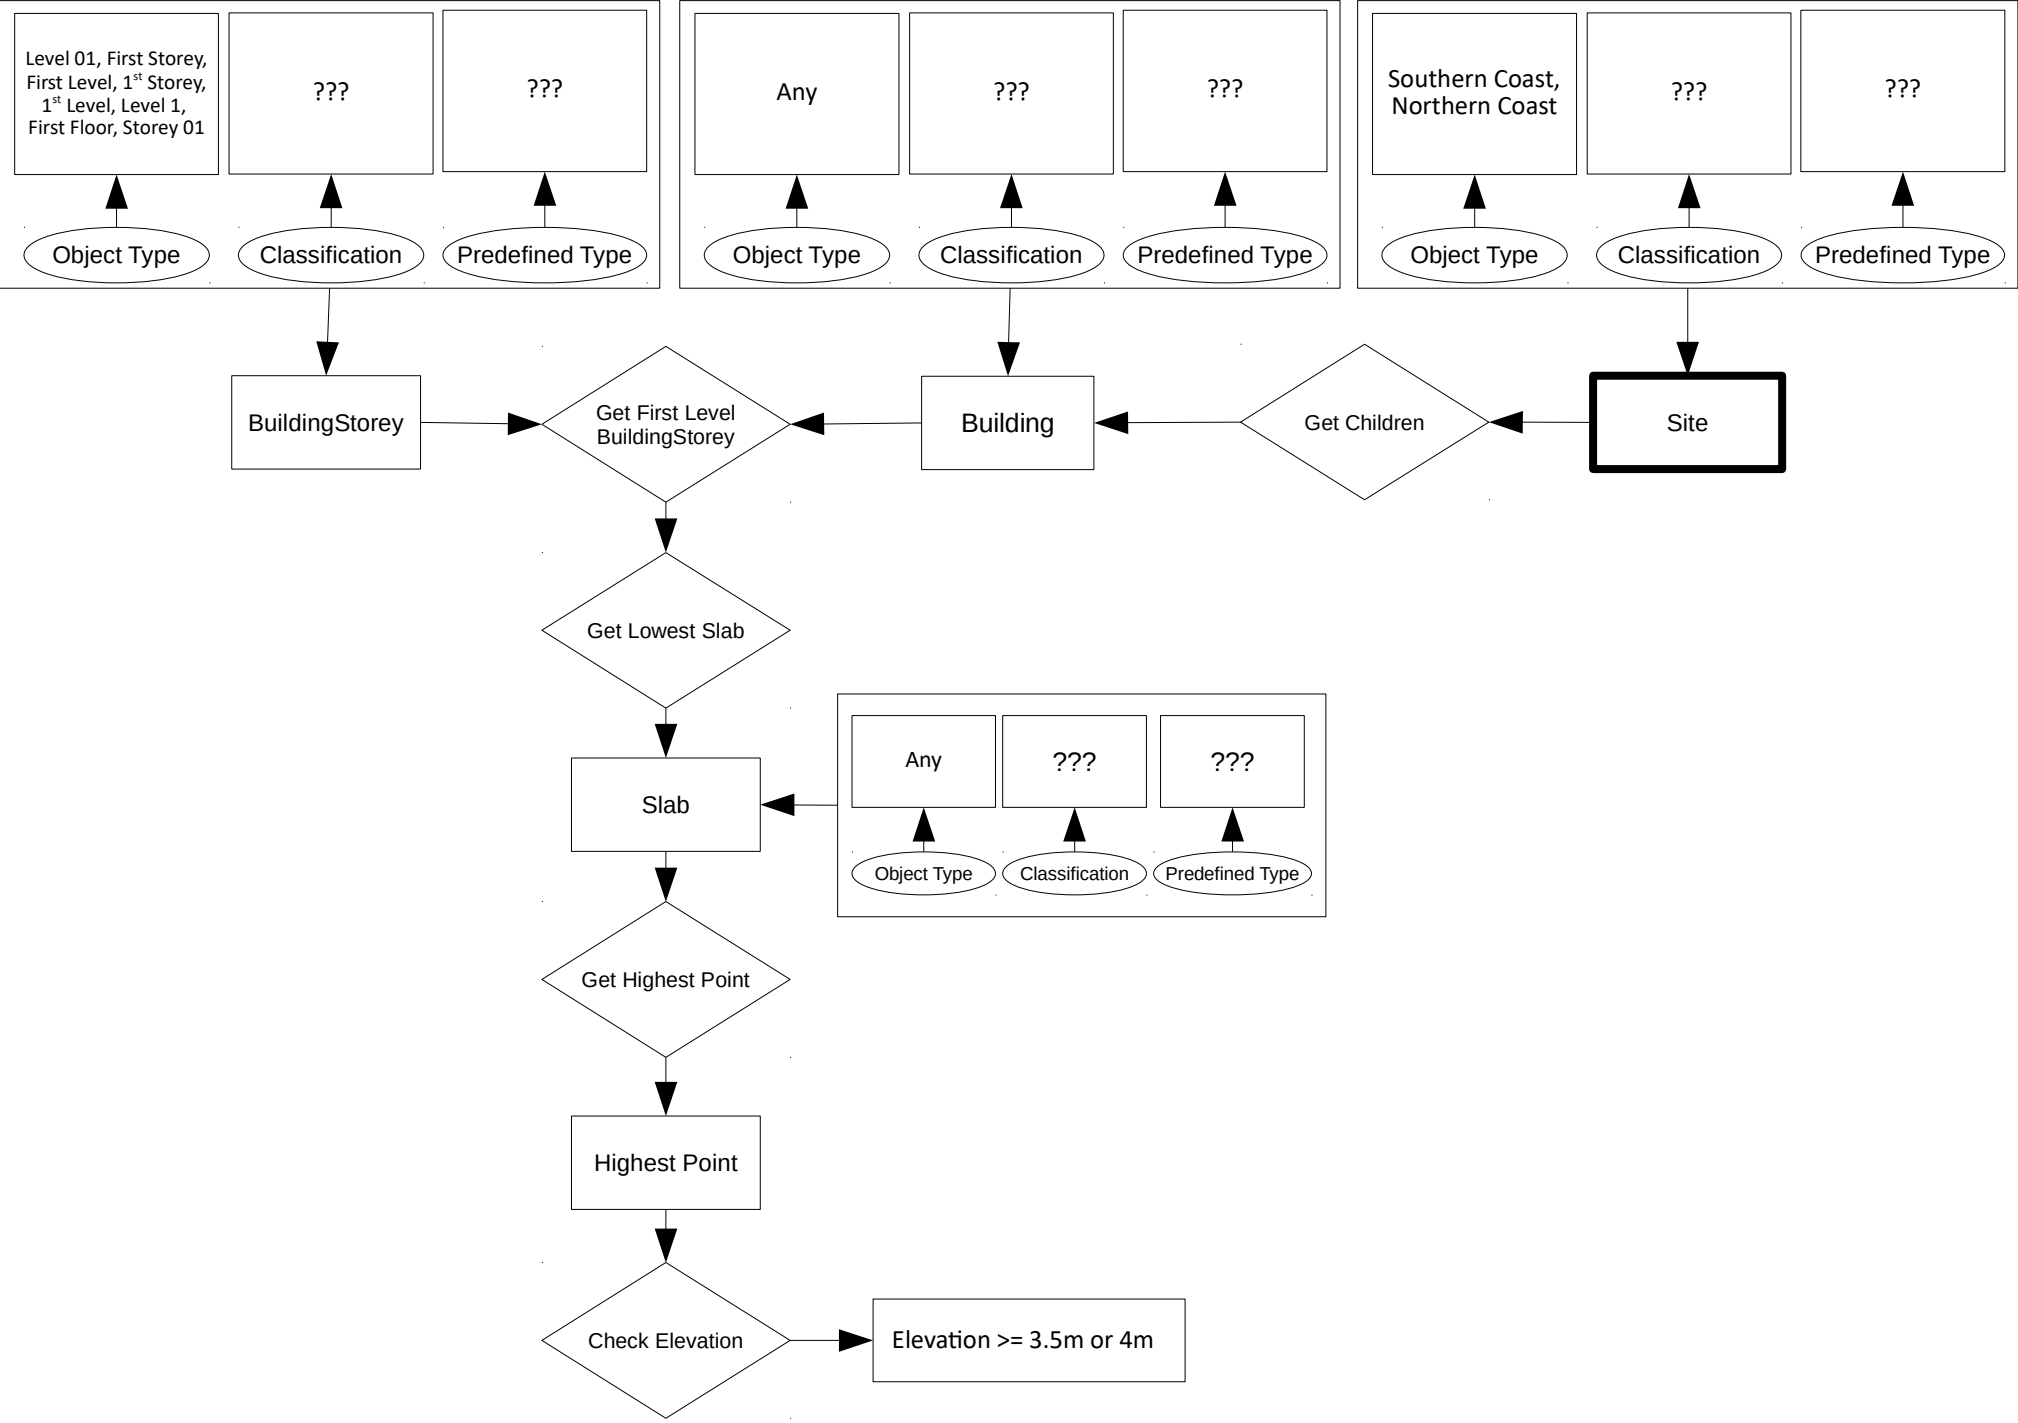 Level 01, First Storey,
First Level, 1st Storey,
1st Level, Level 1,
First Floor, Storey 01
???
???
Object Type
Classification
Predefined Type
Any
???
???
Object Type
Classification
Predefined Type
Southern Coast,
Northern Coast
???
???
Object Type
Classification
Predefined Type
BuildingStorey
Get First Level
BuildingStorey
Building
Get Children
Site
Get Lowest Slab
Slab
Any
???
???
Object Type
Classification
Predefined Type
Get Highest Point
Highest Point
Check Elevation
Elevation >= 3.5m or 4m